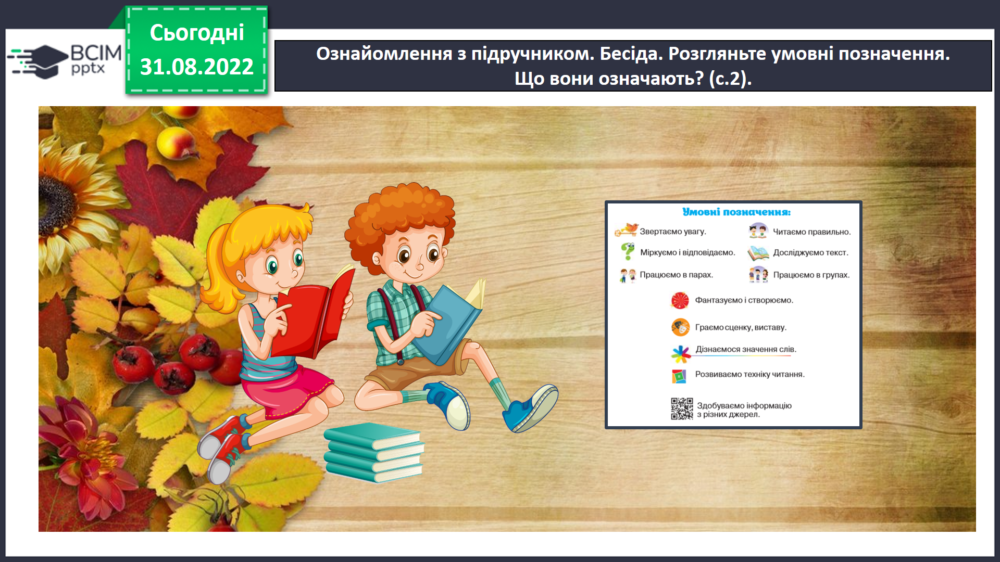 Сьогодні
31.08.2022
ВСІМ
pptx
Ознайомлення з підручником. Бесіда. Розгляньте умовні позначення.
Що вони означають? (с.2).
Умовні позначення:
Звертаємо увагу.
Читаємо правильно.
Міркуємо і відповідаємо.
Досліджуємо текст.
Працюємо в парах.
Працюємо в групах.
Фантазуємо і створюємо.
Граємо сценку, виставу.
Дізнаємося значення слів.
Розвиваємо техніку читання.
Здобуваємо інформацію
з різних джерел.